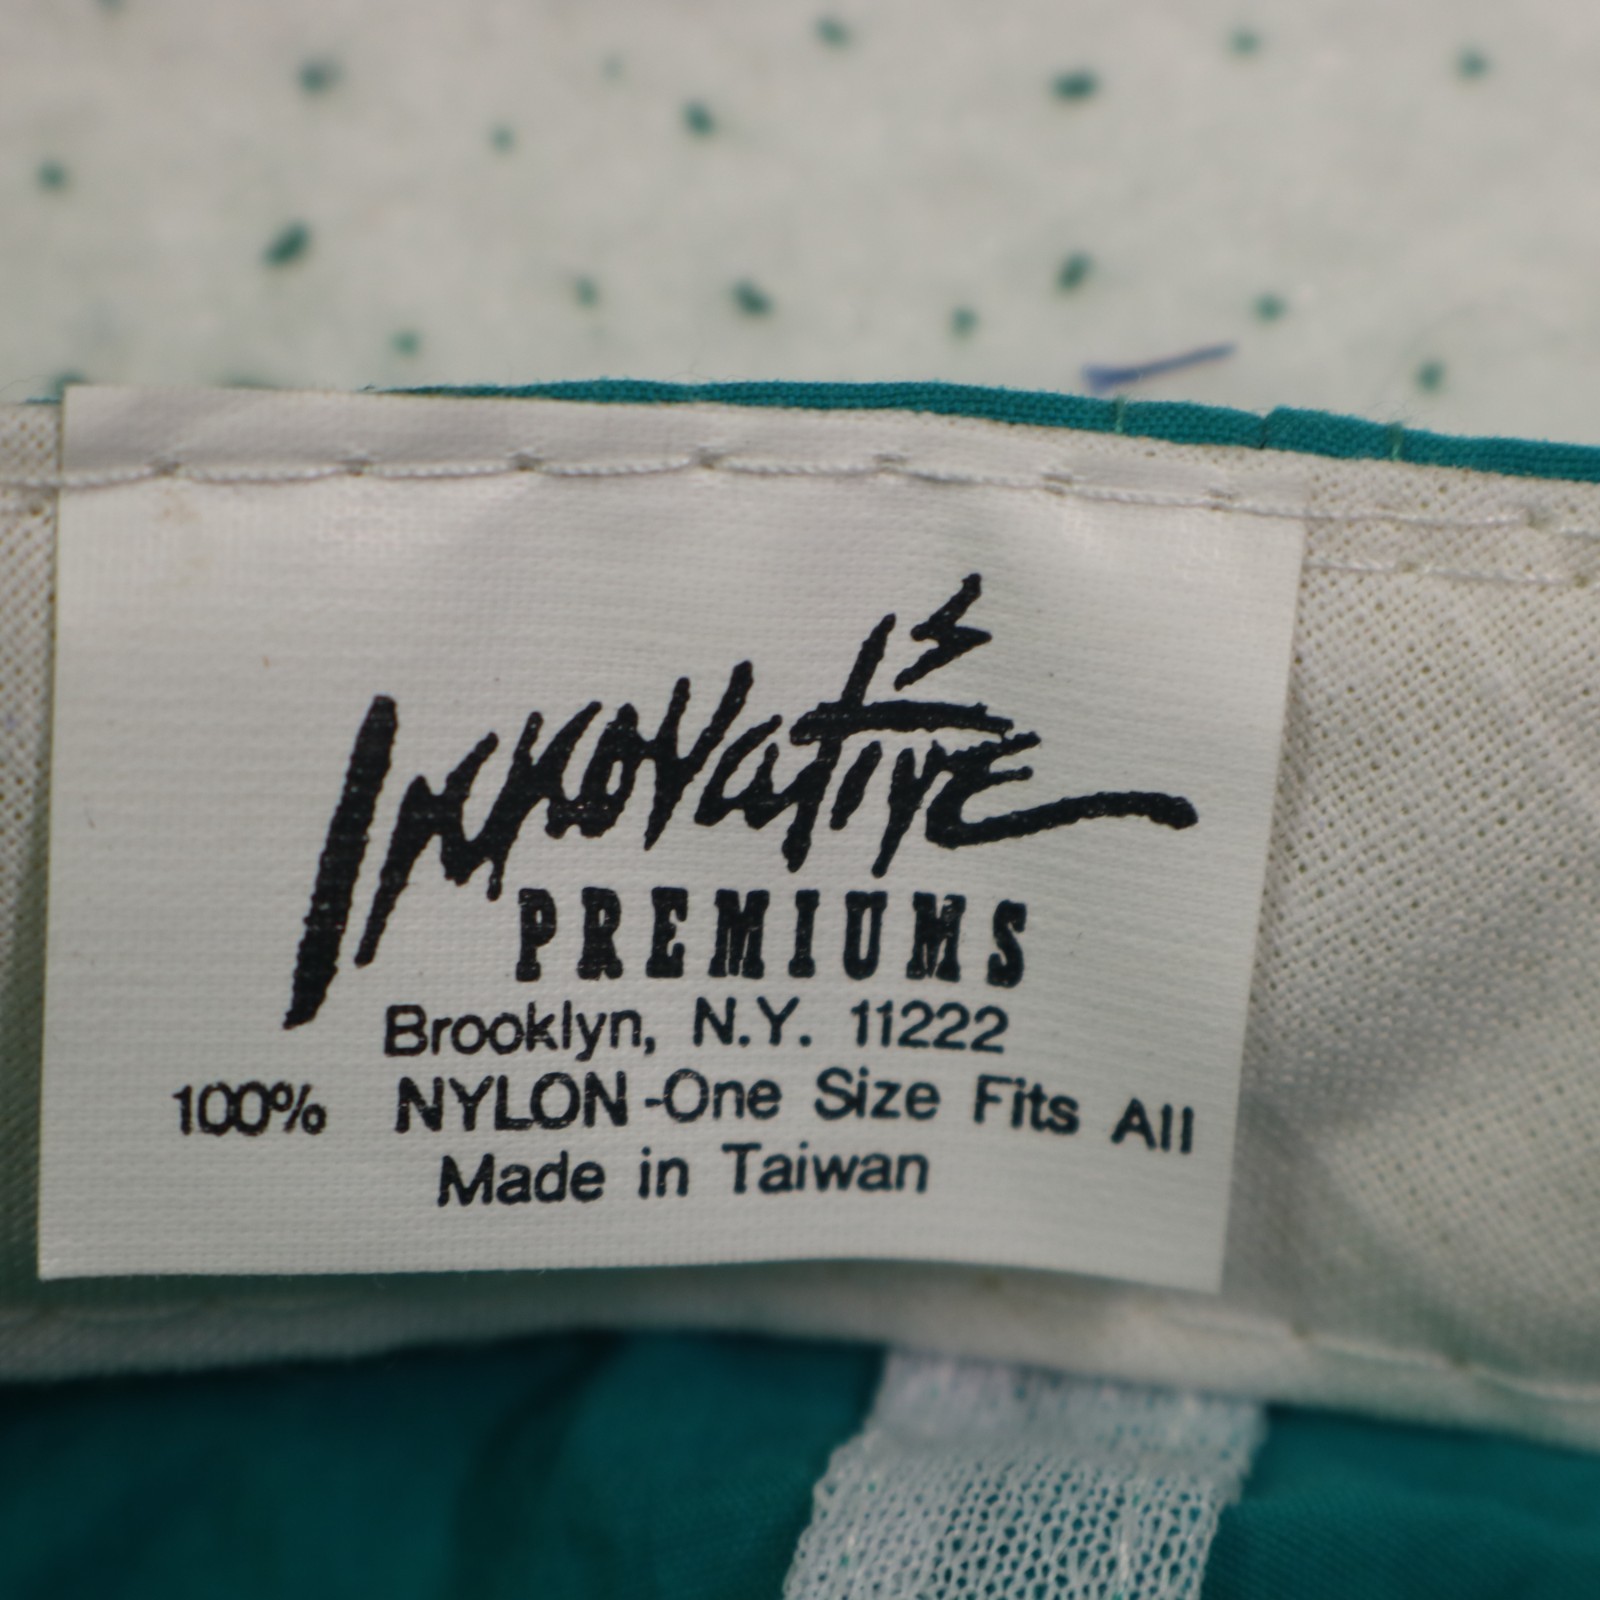 Innovative
PREMIUMS
Brooklyn, N.Y. 11222
100% NYLON-One Size Fits All
Made in Taiwan